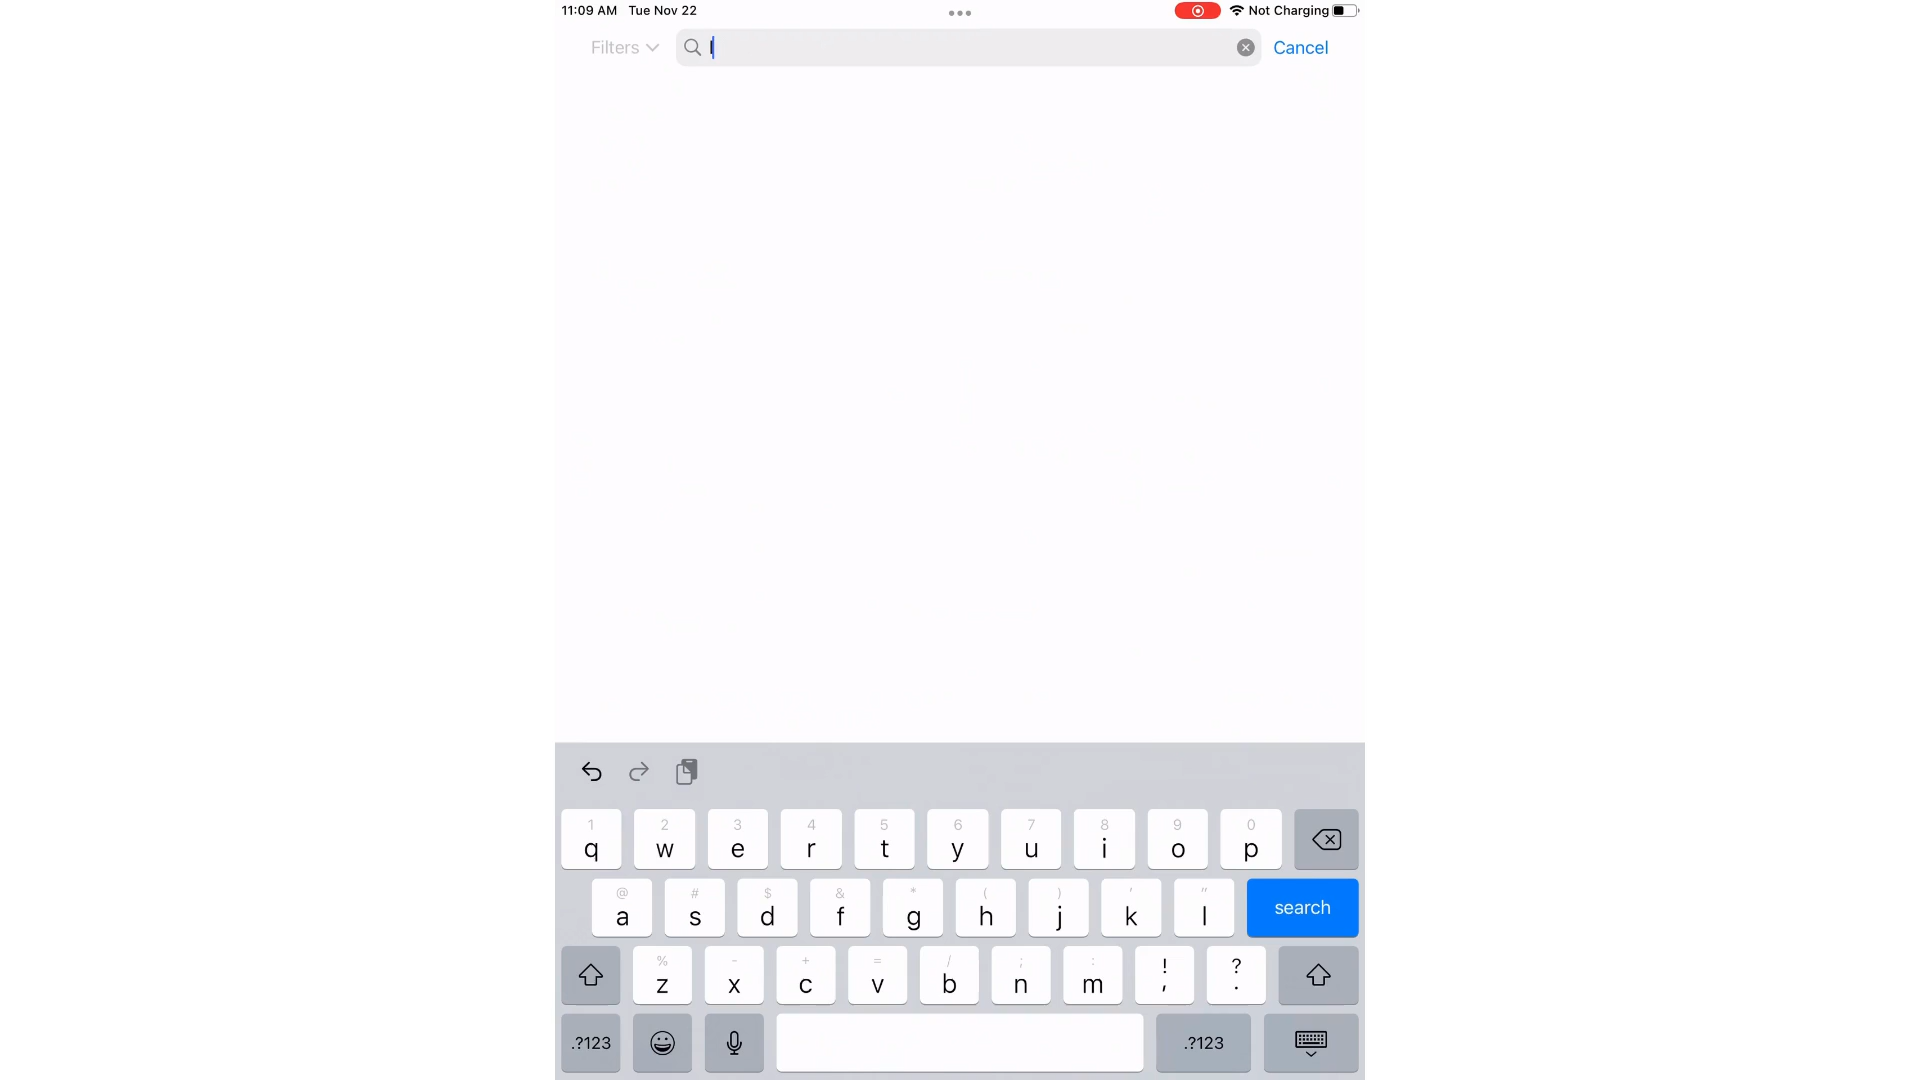 11:09 AM Tue Nov 22
Not Charging
Filters
Cancel
1 2 3 4 5 6 7 8 9 0
q w e r t y u i o p
@ # $ & * ( ) ' "
a s d f g h j k l search
% - + = / ; : ! ?
z x c v b n m , .
.?123 .?123